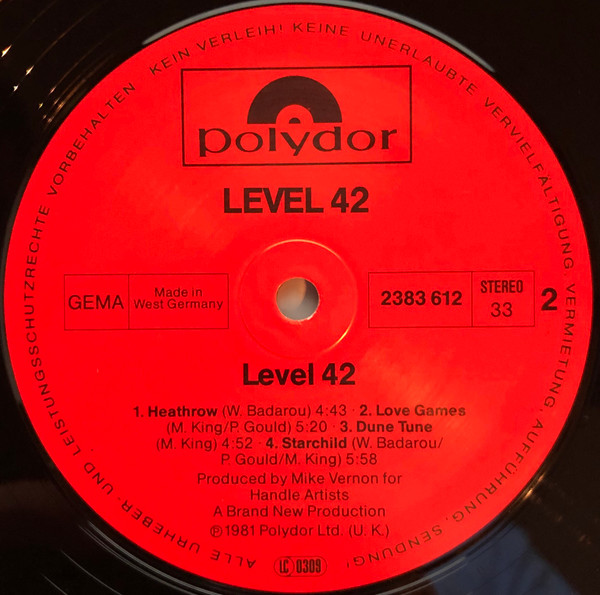 ALLE URHEBER- UND LEISTUNGSSCHUTZRECHTE VORBEHALTEN · KEIN VERLEIH! KEINE UNERLAUBTE VERVIELFÄLTIGUNG, VERMIETUNG, AUFFÜHRUNG, SENDUNG!
polydor
LEVEL 42
GEMA
Made in
West Germany
2383 612
STEREO
33
2
Level 42
1. Heathrow (W. Badarou) 4:43 · 2. Love Games
(M. King/P. Gould) 5:20 · 3. Dune Tune
(M. King) 4:52 · 4. Starchild (W. Badarou/
P. Gould/M. King) 5:58
Produced by Mike Vernon for
Handle Artists
A Brand New Production
℗ 1981 Polydor Ltd. (U. K.)
LC 0309